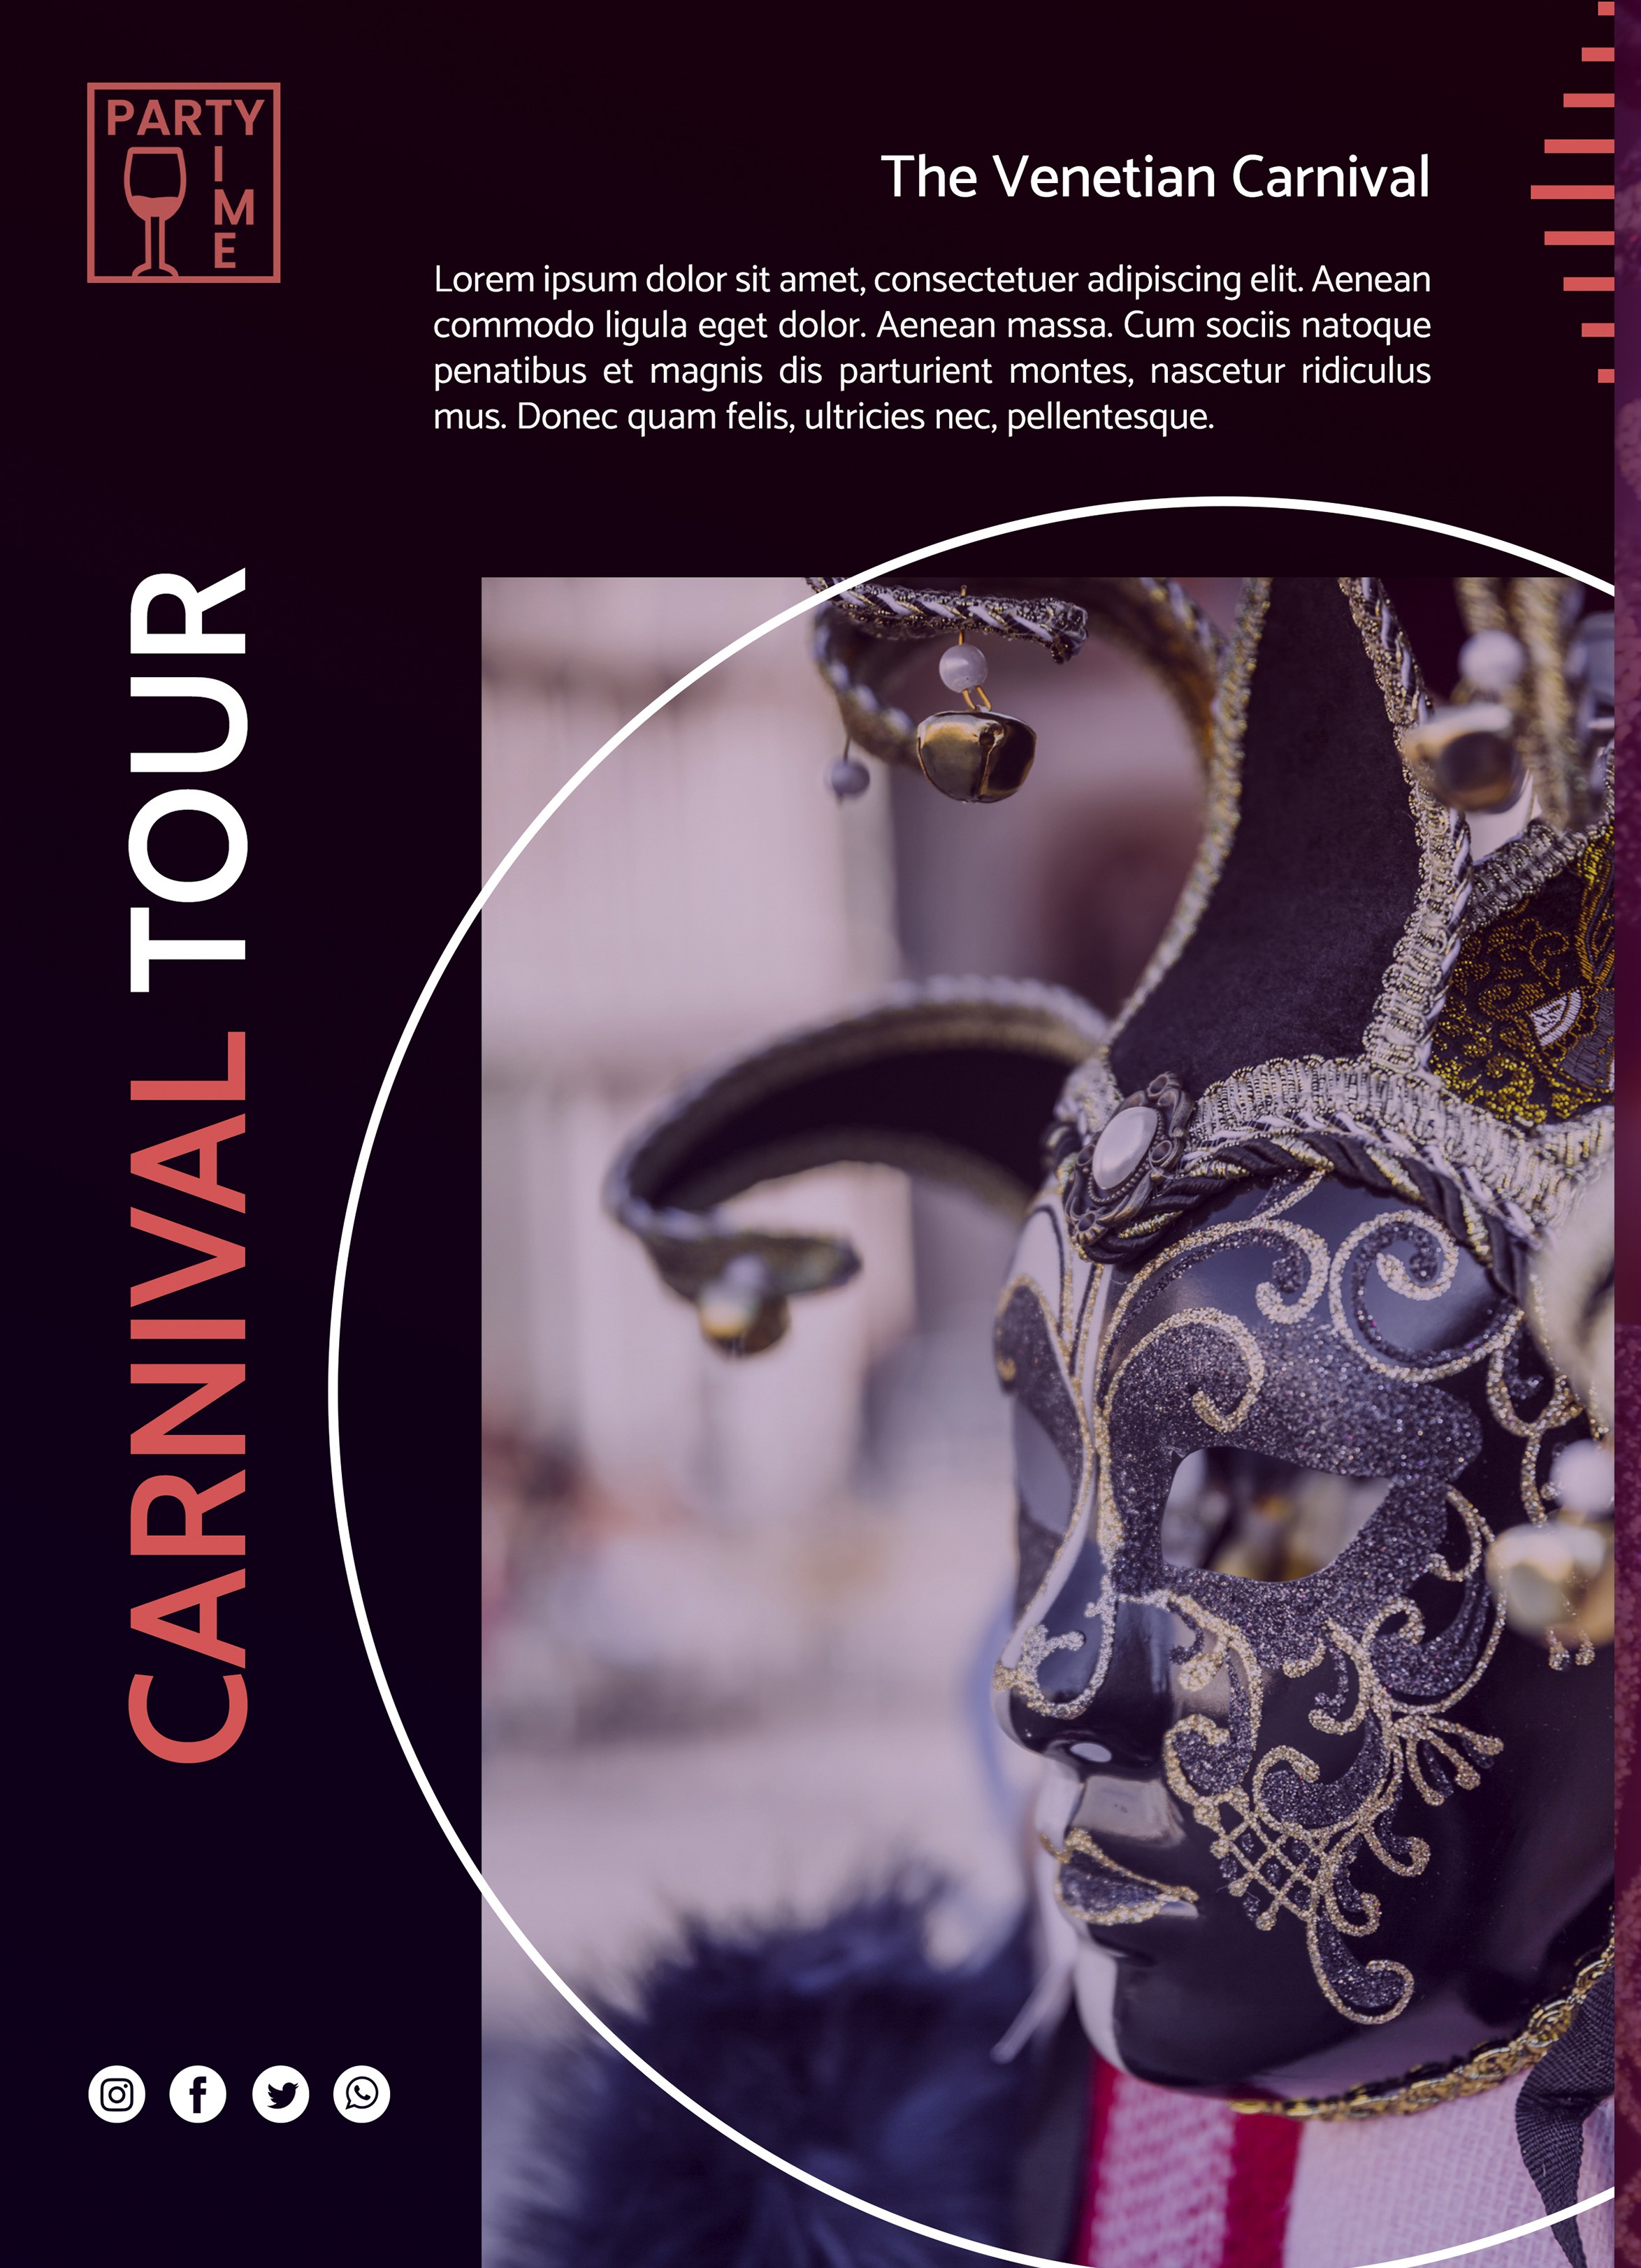 PARTY
IME
The Venetian Carnival
Lorem ipsum dolor sit amet, consectetuer adipiscing elit. Aenean
commodo ligula eget dolor. Aenean massa. Cum sociis natoque
penatibus et magnis dis parturient montes, nascetur ridiculus
mus. Donec quam felis, ultricies nec, pellentesque.
CARNIVAL TOUR